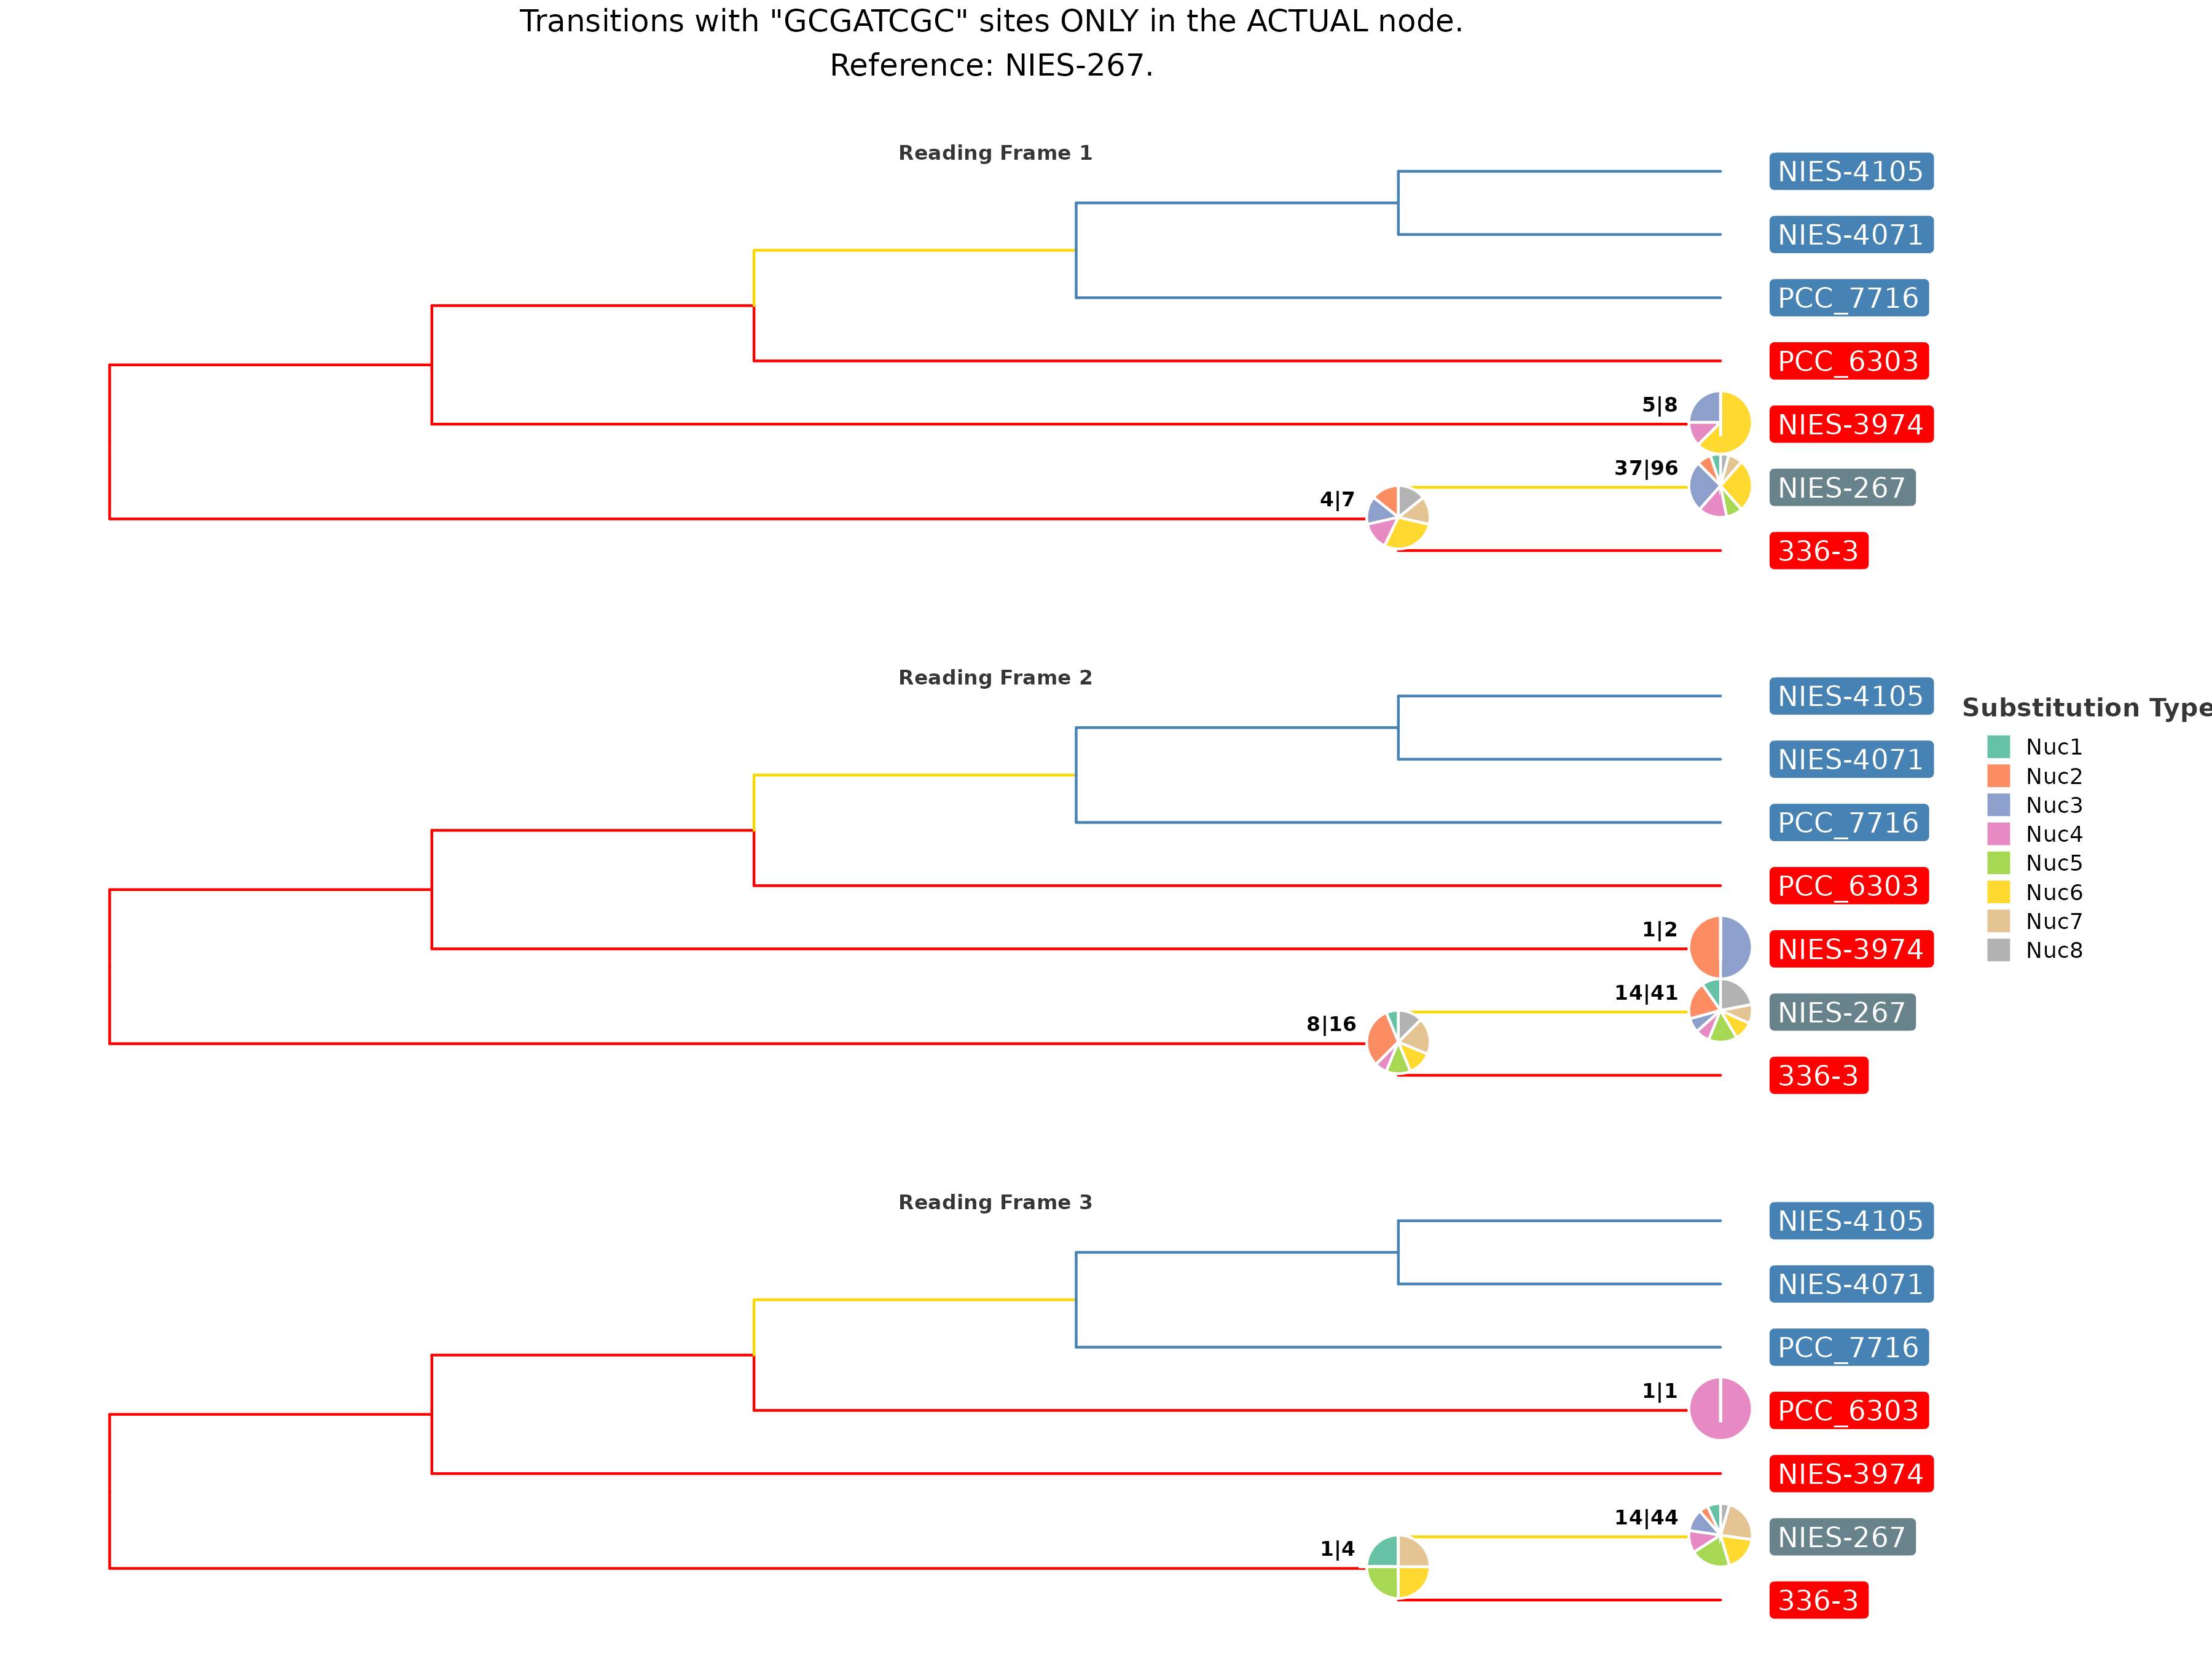 Transitions with "GCGATCGC" sites ONLY in the ACTUAL node.
Reference: NIES-267.
Reading Frame 1
NIES-4105
NIES-4071
PCC_7716
PCC_6303
5|8
NIES-3974
37|96
NIES-267
4|7
336-3
Reading Frame 2
NIES-4105
NIES-4071
PCC_7716
PCC_6303
1|2
NIES-3974
14|41
NIES-267
8|16
336-3
Substitution Type
Nuc1
Nuc2
Nuc3
Nuc4
Nuc5
Nuc6
Nuc7
Nuc8
Reading Frame 3
NIES-4105
NIES-4071
PCC_7716
1|1
PCC_6303
NIES-3974
14|44
NIES-267
1|4
336-3